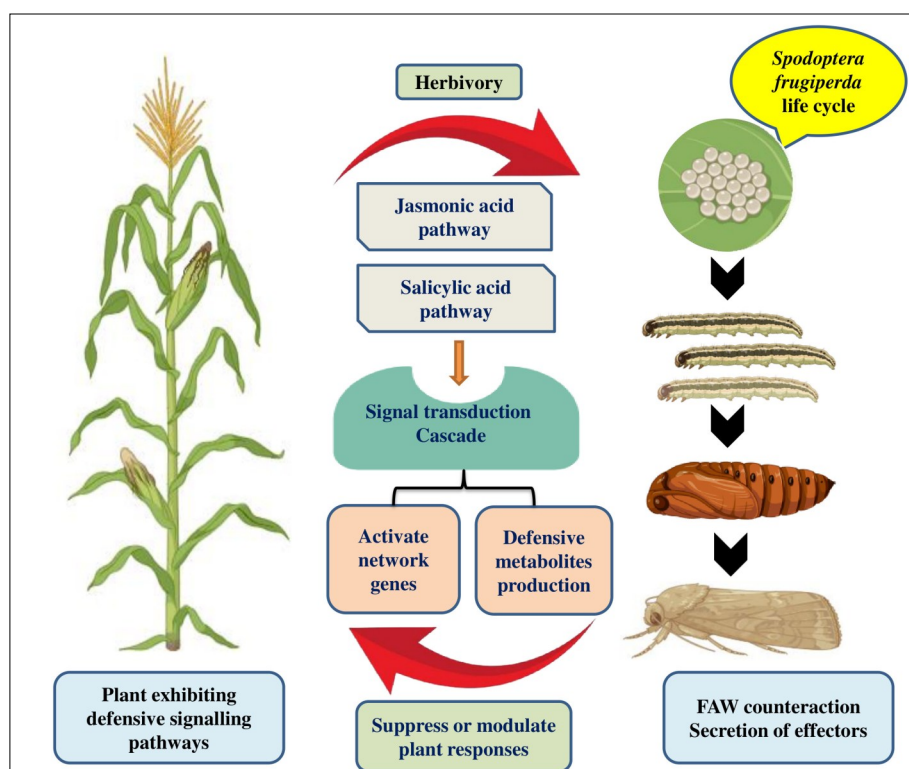 Herbivory
Spodoptera
frugiperda
life cycle
Jasmonic acid
pathway
Salicylic acid
pathway
Signal transduction
Cascade
Activate
network
genes
Defensive
metabolites
production
Plant exhibiting
defensive signalling
pathways
Suppress or modulate
plant responses
FAW counteraction
Secretion of effectors